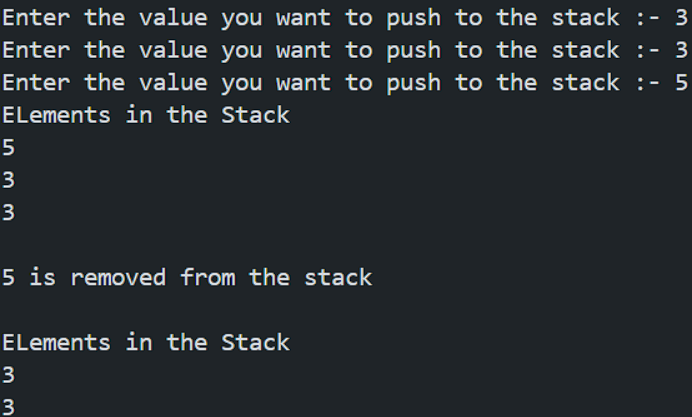 Enter the value you want to push to the stack :- 3
Enter the value you want to push to the stack :- 3
Enter the value you want to push to the stack :- 5
ELements in the Stack
5
3
3
5 is removed from the stack
ELements in the Stack
3
3